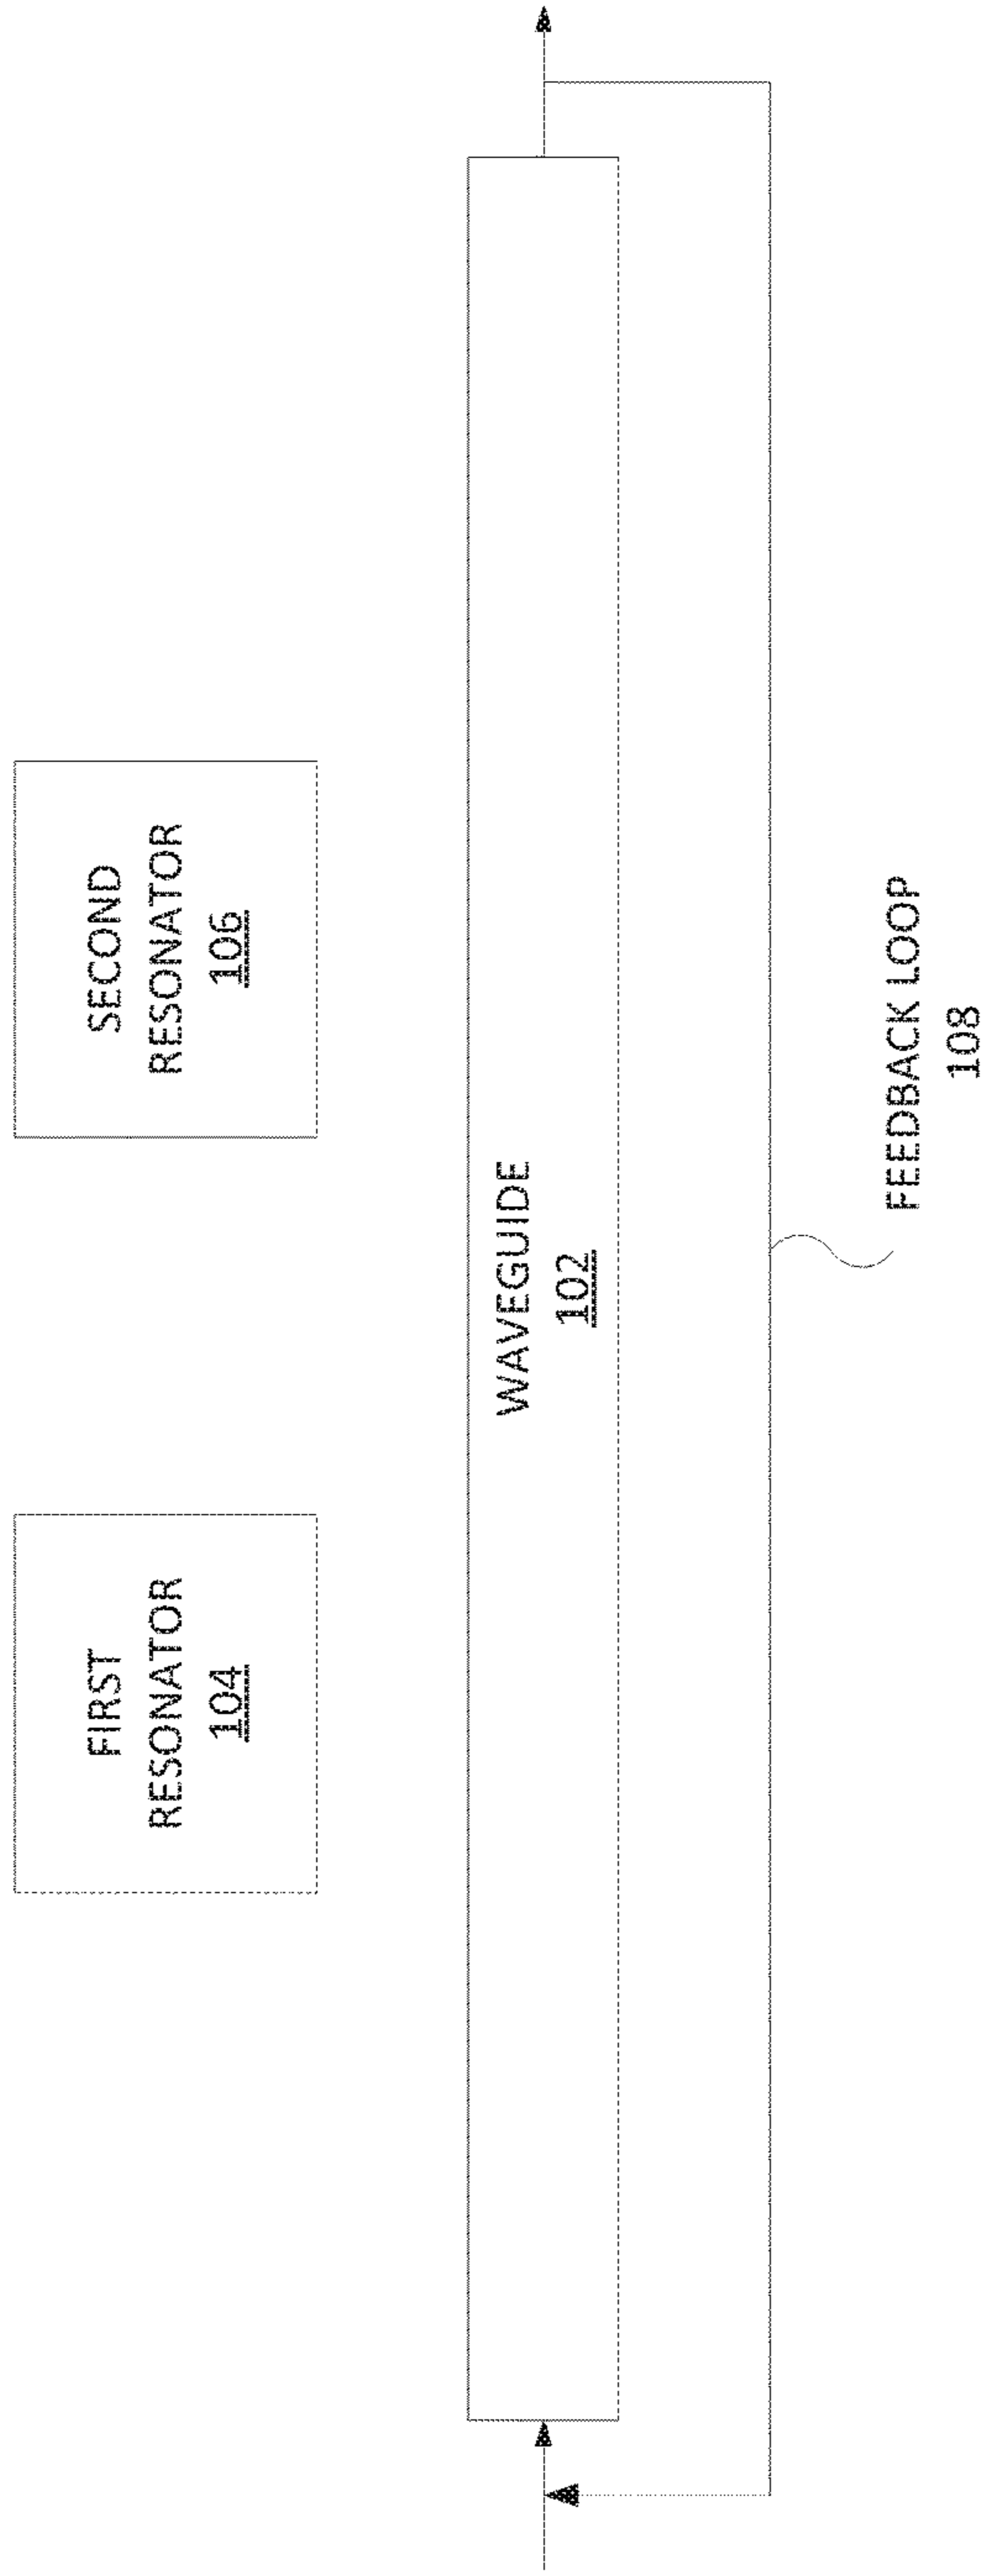 FIRST
RESONATOR
104
SECOND
RESONATOR
106
WAVEGUIDE
102
FEEDBACK LOOP
108